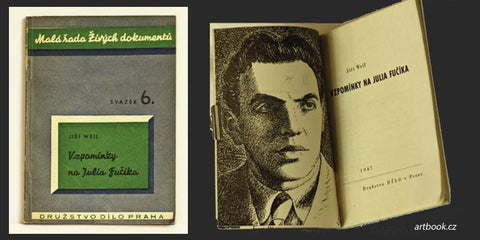 Malá řada Živých dokumentů
SVAZEK 6.
JIŘÍ WEIL:
Vzpomínky
na Julia Fučíka
DRUŽSTVO DÍLO PRAHA
Jiří Weil
VZPOMÍNKY NA JULIA FUČÍKA
1947
Družstvo DÍLO v Praze
artbook.cz